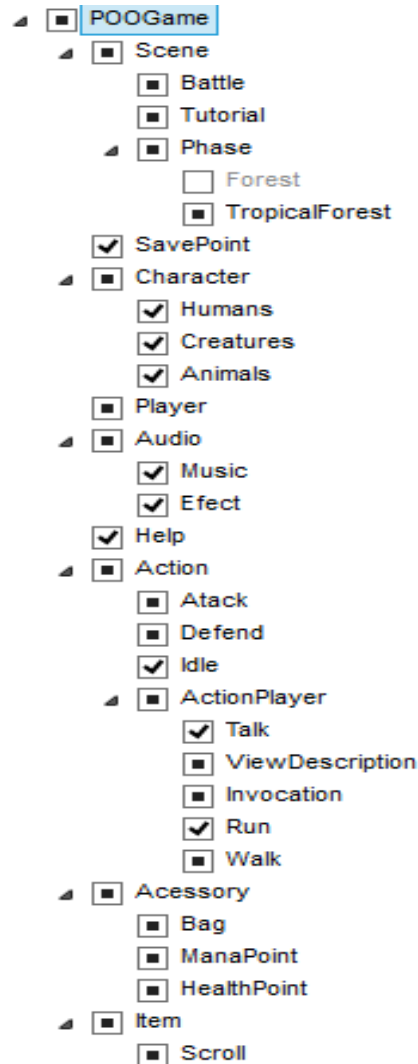 POOGame
Scene
Battle
Tutorial
Phase
Forest
TropicalForest
SavePoint
Character
Humans
Creatures
Animals
Player
Audio
Music
Efect
Help
Action
Atack
Defend
Idle
ActionPlayer
Talk
ViewDescription
Invocation
Run
Walk
Acessory
Bag
ManaPoint
HealthPoint
Item
Scroll